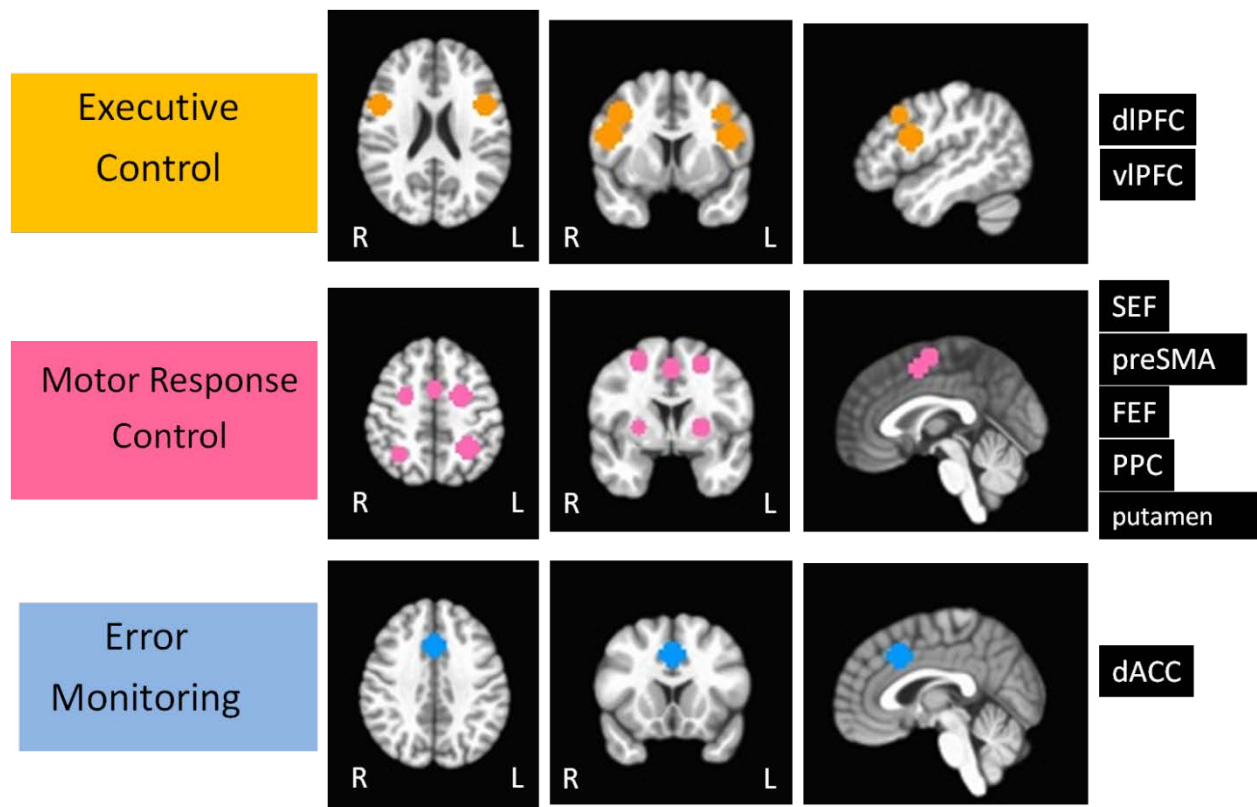 Executive
Control
R L
R L
dlPFC
vlPFC
Motor Response
Control
R L
R L
SEF
preSMA
FEF
PPC
putamen
Error
Monitoring
R L
R L
dACC